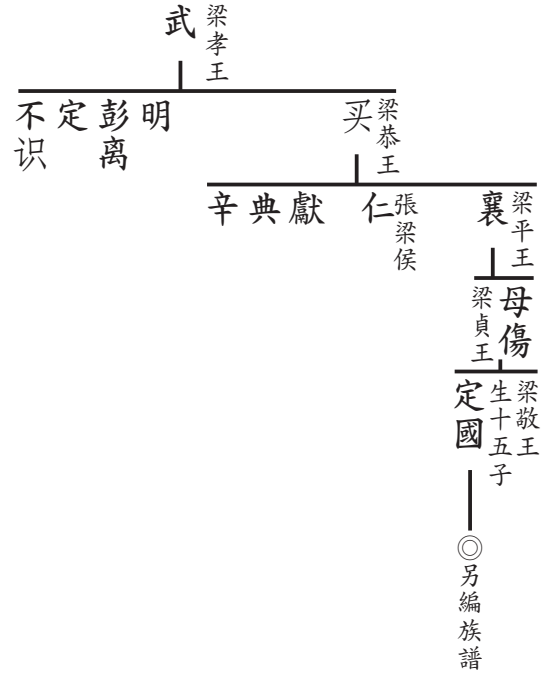 梁孝王
武
梁恭王
买
明
彭离
定
不识
梁平王
襄
張梁侯
仁
獻
典
辛
母傷
梁貞王
梁敬王
生十五子
定國
◎另編族譜